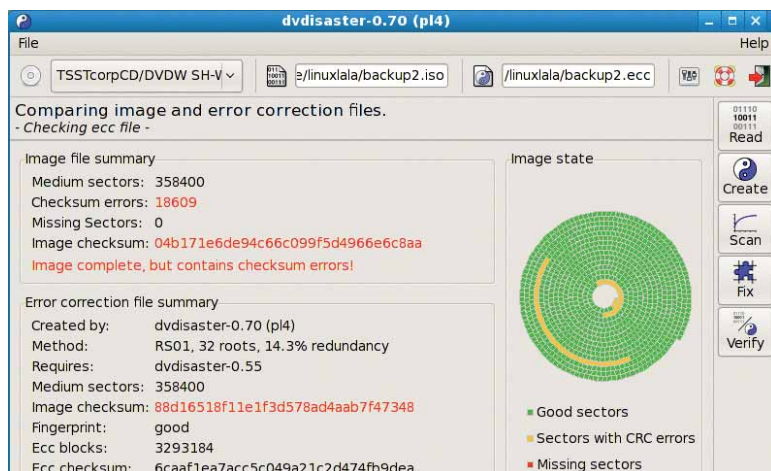 dvdisaster-0.70 (pl4)
File Help
TSSTcorpCD/DVDW SH-W e/linuxlala/backup2.iso /linuxlala/backup2.ecc
Comparing image and error correction files.
- Checking ecc file -
Image file summary
Medium sectors: 358400
Checksum errors: 18609
Missing Sectors: 0
Image checksum: 04b171e6de94c66c099f5d4966e6c8aa
Image complete, but contains checksum errors!
Error correction file summary
Created by: dvdisaster-0.70 (pl4)
Method: RS01, 32 roots, 14.3% redundancy
Requires: dvdisaster-0.55
Medium sectors: 358400
Image checksum: 88d16518f11e1f3d578ad4aab7f47348
Fingerprint: good
Ecc blocks: 3293184
Ecc checksum: 6caaf1ea7acc5c049a21c2d474fb9dea
Image state
Good sectors
Sectors with CRC errors
Missing sectors
01110
10011
00111
Read
Create
Scan
Fix
Verify